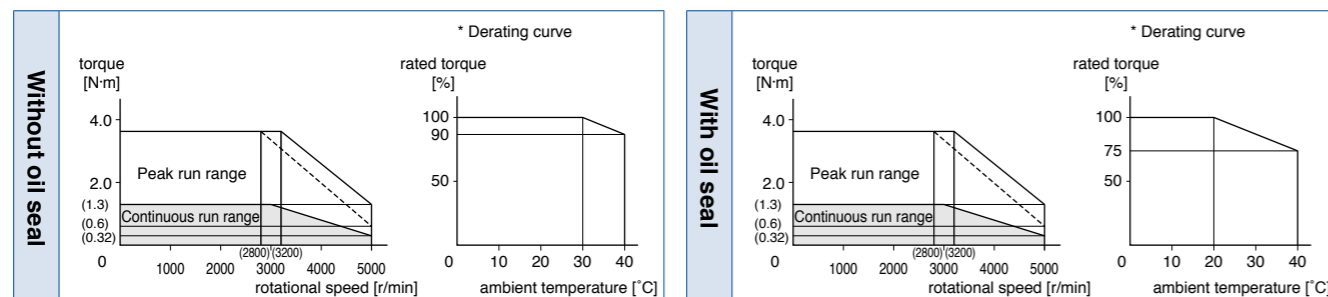 Without oil seal
torque
[N·m]
4.0
2.0
(1.3)
(0.6)
(0.32)
0
Peak run range
Continuous run range
(2800) (3200)
1000 2000 3000 4000 5000
rotational speed [r/min]
* Derating curve
rated torque
[%]
100
90
50
0 10 20 30 40
ambient temperature [˚C]
With oil seal
torque
[N·m]
4.0
2.0
(1.3)
(0.6)
(0.32)
0
Peak run range
Continuous run range
(2800) (3200)
1000 2000 3000 4000 5000
rotational speed [r/min]
* Derating curve
rated torque
[%]
100
75
50
0 10 20 30 40
ambient temperature [˚C]